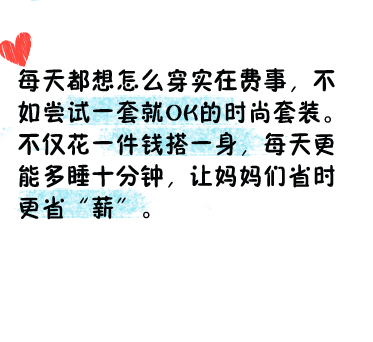 每天都想怎么穿实在费事，不
如尝试一套就OK的时尚套装。
不仅花一件钱搭一身，每天更
能多睡十分钟，让妈妈们省时
更省“薪”。